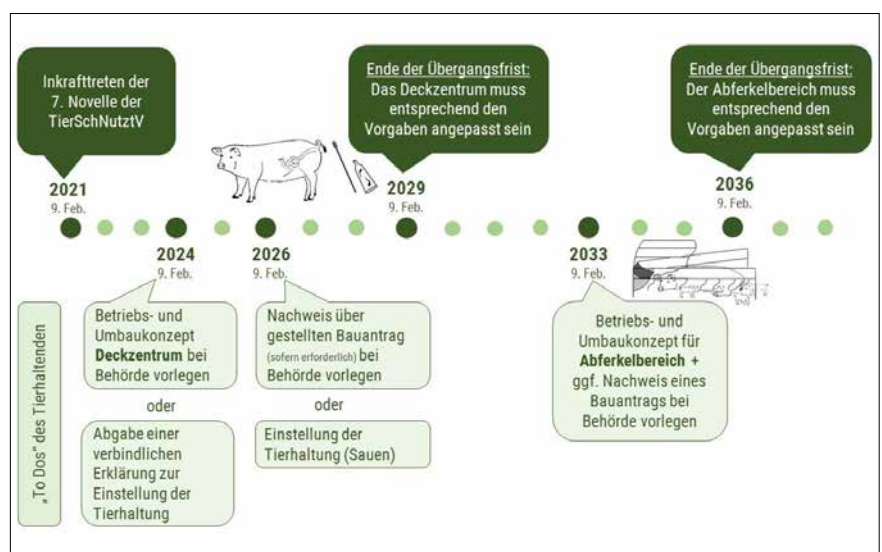 Inkrafttreten der
7. Novelle der
TierSchNutztV
Ende der Übergangsfrist:
Das Deckzentrum muss
entsprechend den
Vorgaben angepasst sein
Ende der Übergangsfrist:
Der Abferkelbereich muss
entsprechend den
Vorgaben angepasst sein
2021
9. Feb.
2029
9. Feb.
2036
9. Feb.
2024
9. Feb.
2026
9. Feb.
2033
9. Feb.
„To Dos" des Tierhaltenden
Betriebs- und
Umbaukonzept
Deckzentrum bei
Behörde vorlegen
oder
Abgabe einer
verbindlichen
Erklärung zur
Einstellung der
Tierhaltung
Nachweis über
gestellten Bauantrag
(sofern erforderlich) bei
Behörde vorlegen
oder
Einstellung der
Tierhaltung (Sauen)
Betriebs- und
Umbaukonzept für
Abferkelbereich +
ggf. Nachweis eines
Bauantrags bei
Behörde vorlegen